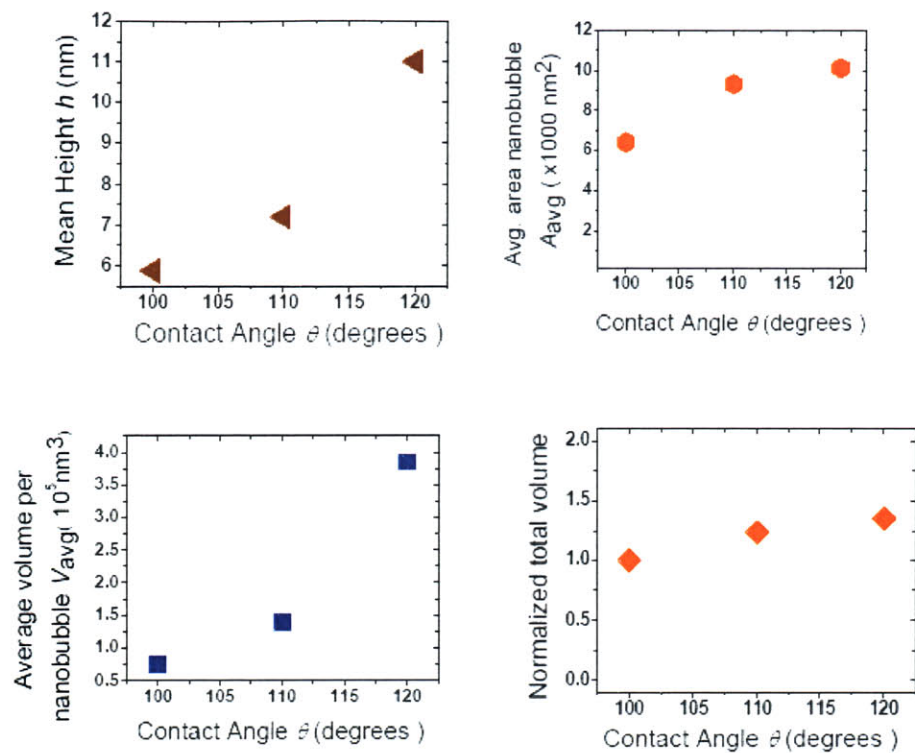 12
11
10
9
8
7
6
Mean Height h (nm)
100 105 110 115 120
Contact Angle θ (degrees )
12
10
8
6
4
2
Avg. area nanobubble
Aavg ( x1000 nm²)
100 105 110 115 120
Contact Angle θ (degrees )
4.0
3.5
3.0
2.5
2.0
1.5
1.0
0.5
Average volume per
nanobubble Vavg( 10⁵nm³)
100 105 110 115 120
Contact Angle θ (degrees )
2.0
1.5
1.0
0.5
0.0
Normalized total volume
100 105 110 115 120
Contact Angle θ (degrees )